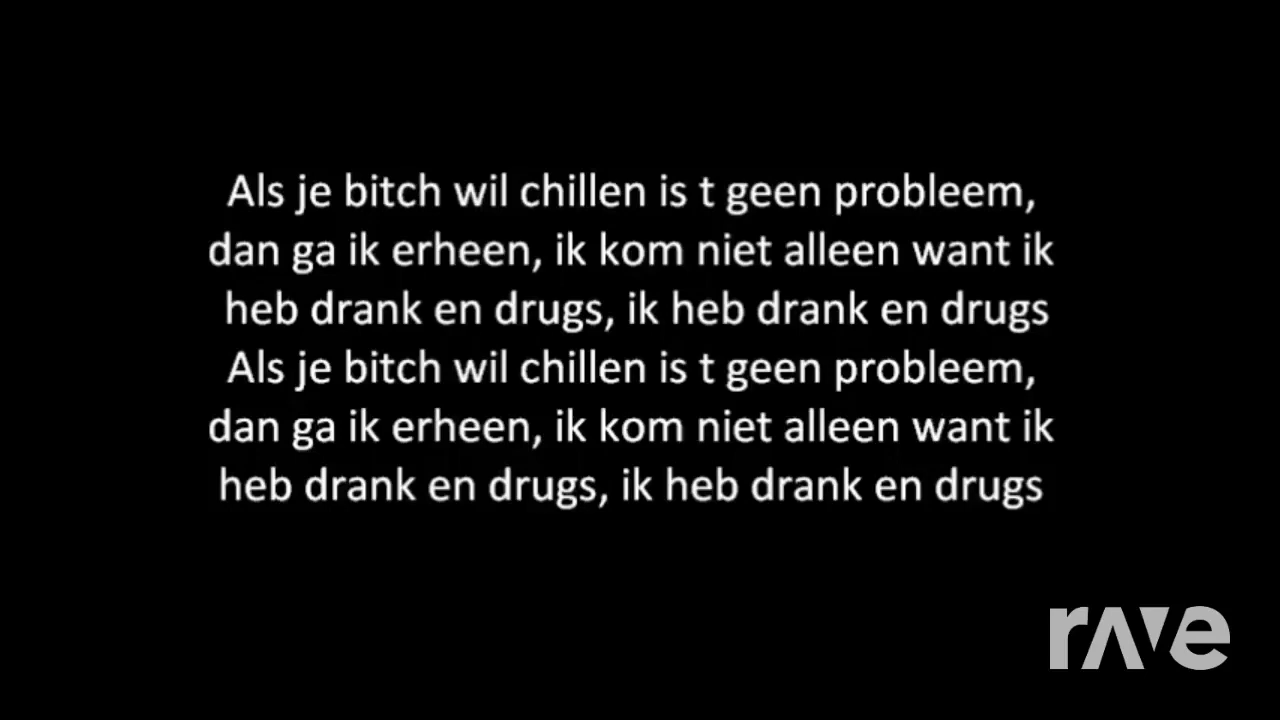 Als je bitch wil chillen is t geen probleem,
dan ga ik erheen, ik kom niet alleen want ik
heb drank en drugs, ik heb drank en drugs
Als je bitch wil chillen is t geen probleem,
dan ga ik erheen, ik kom niet alleen want ik
heb drank en drugs, ik heb drank en drugs
rave